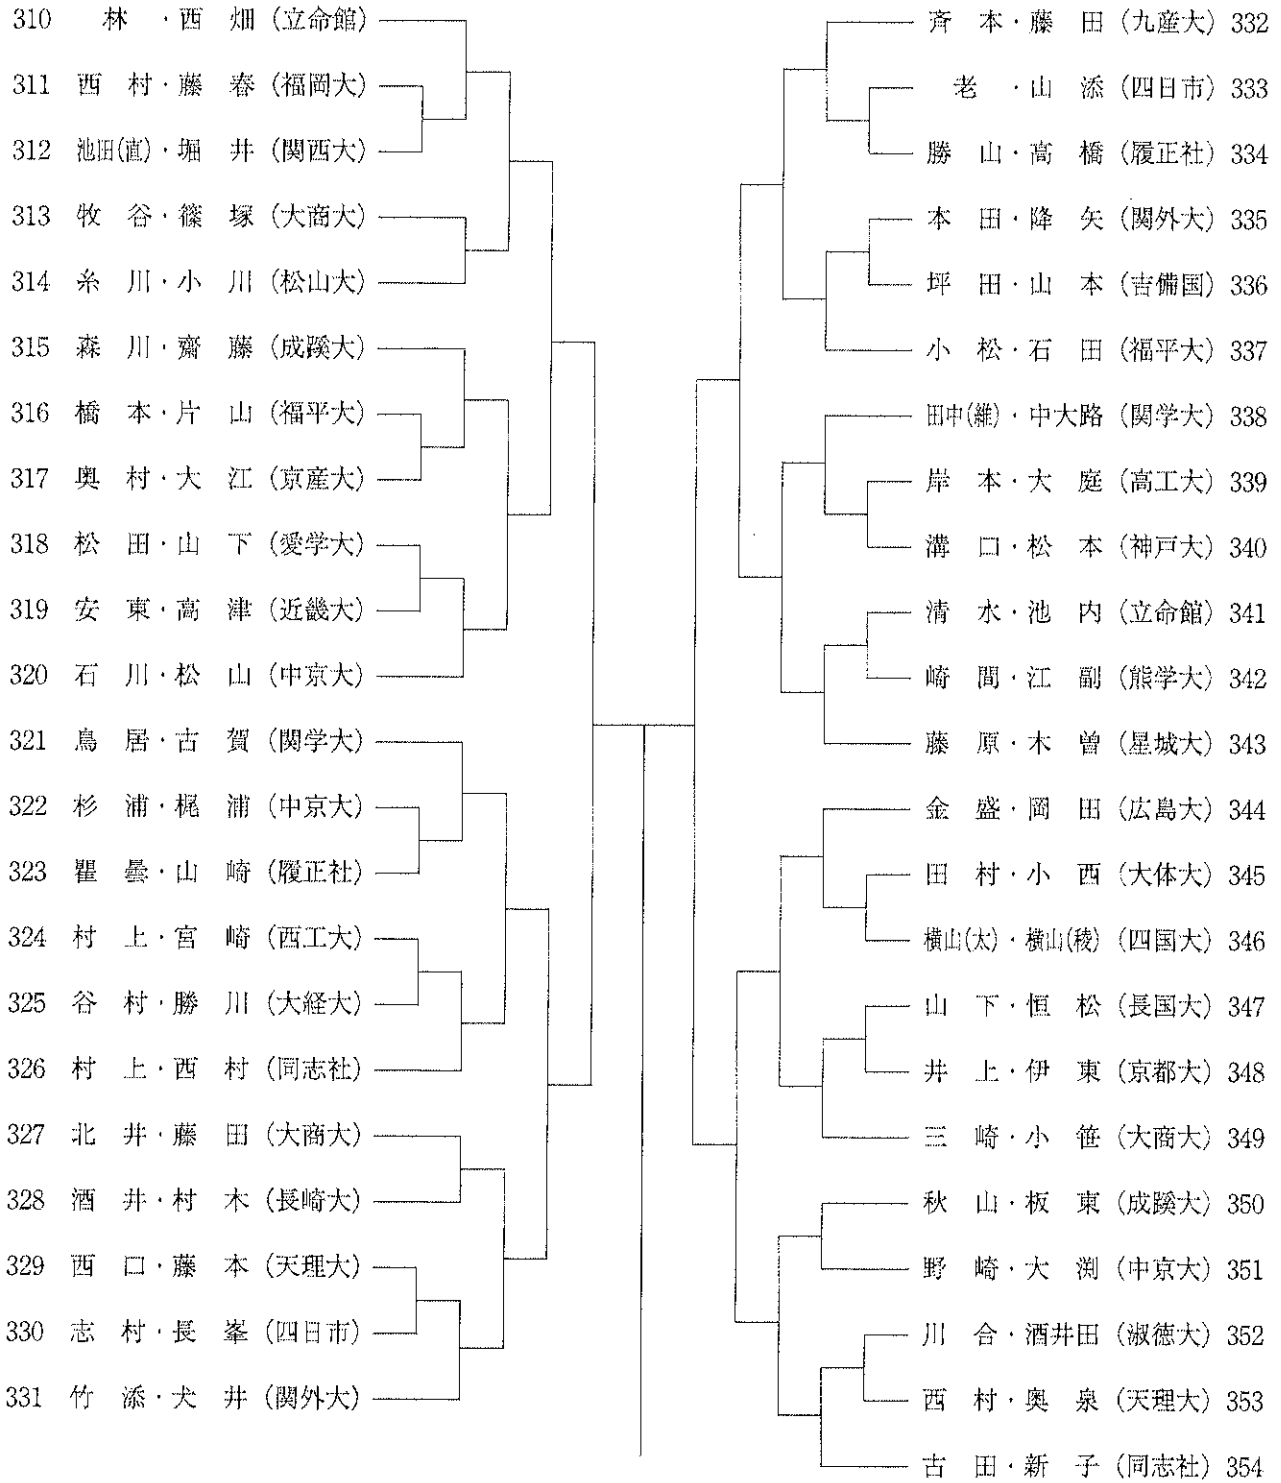 310 林・西畑(立命館)
311 西村・藤春(福岡大)
312 池田(直)・堀井(関西大)
313 牧谷・篠塚(大商大)
314 糸川・小川(松山大)
315 森川・齋藤(成蹊大)
316 橋本・片山(福平大)
317 奥村・大江(京産大)
318 松田・山下(愛学大)
319 安東・高津(近畿大)
320 石川・松山(中京大)
321 鳥居・古賀(関学大)
322 杉浦・梶浦(中京大)
323 瞿曇・山崎(履正社)
324 村上・宮崎(西工大)
325 谷村・勝川(大経大)
326 村上・西村(同志社)
327 北井・藤田(大商大)
328 酒井・村木(長崎大)
329 西口・藤本(天理大)
330 志村・長峯(四日市)
331 竹添・犬井(関外大)
斉本・藤田(九産大) 332
老・山添(四日市) 333
勝山・高橋(履正社) 334
本田・降矢(関外大) 335
坪田・山本(吉備国) 336
小松・石田(福平大) 337
田中(維)・中大路(関学大) 338
岸本・大庭(高工大) 339
溝口・松本(神戸大) 340
清水・池内(立命館) 341
崎間・江副(熊学大) 342
藤原・木曽(星城大) 343
金盛・岡田(広島大) 344
田村・小西(大体大) 345
横山(太)・横山(稜)(四国大) 346
山下・恒松(長国大) 347
井上・伊東(京都大) 348
三崎・小笹(大商大) 349
秋山・板東(成蹊大) 350
野崎・大渕(中京大) 351
川合・酒井田(淑徳大) 352
西村・奥泉(天理大) 353
古田・新子(同志社) 354